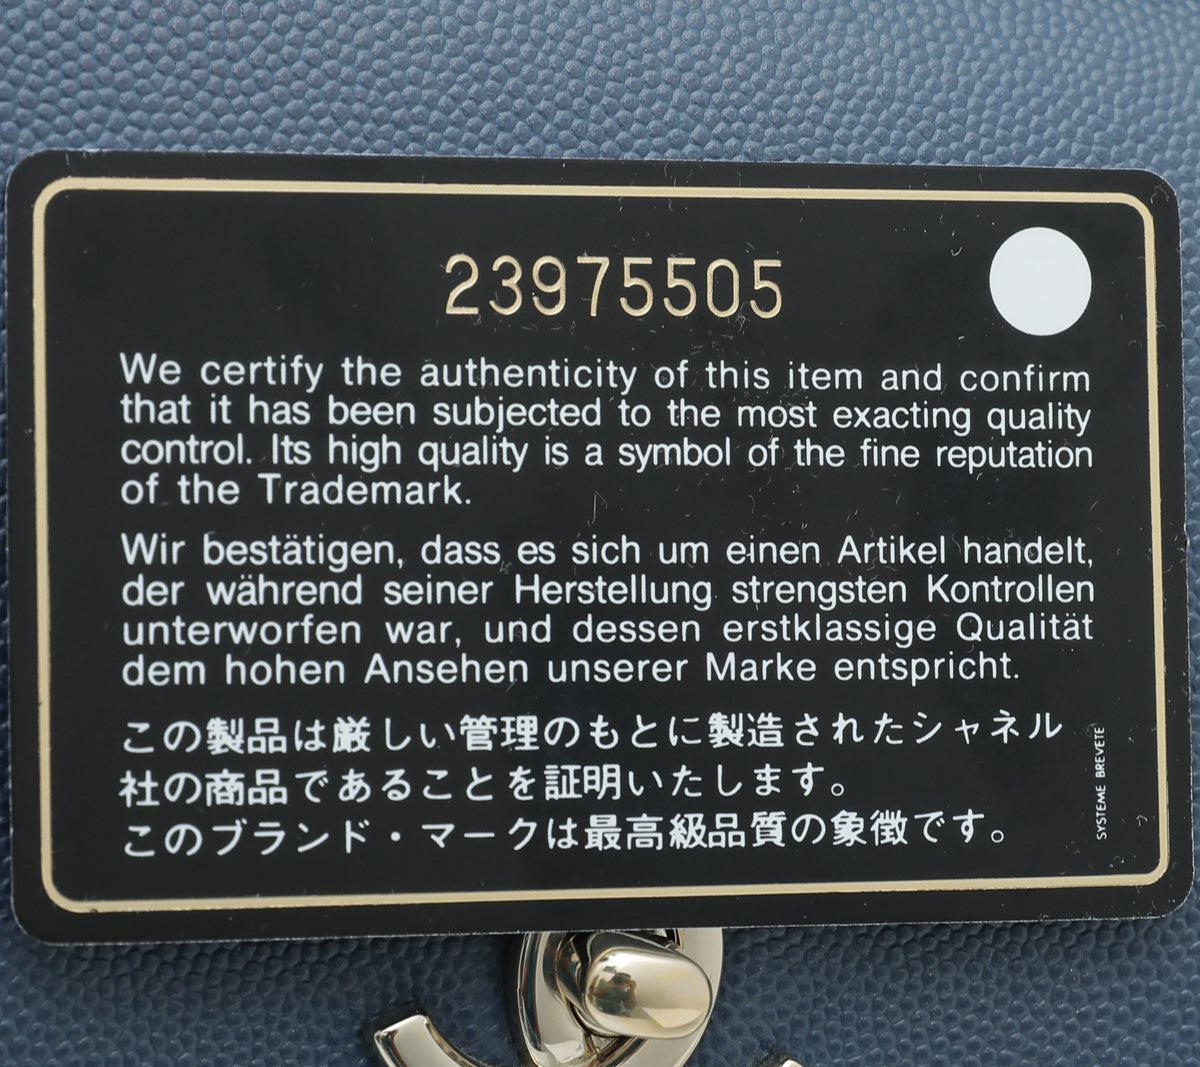 23975505
We certify the authenticity of this item and confirm
that it has been subjected to the most exacting quality
control. Its high quality is a symbol of the fine reputation
of the Trademark.
Wir bestätigen, dass es sich um einen Artikel handelt,
der während seiner Herstellung strengsten Kontrollen
unterworfen war, und dessen erstklassige Qualität
dem hohen Ansehen unserer Marke entspricht.
この製品は厳しい管理のもとに製造されたシャネル
社の商品であることを証明いたします。
このブランド・マークは最高級品質の象徴です。
SYSTEME BREVETE